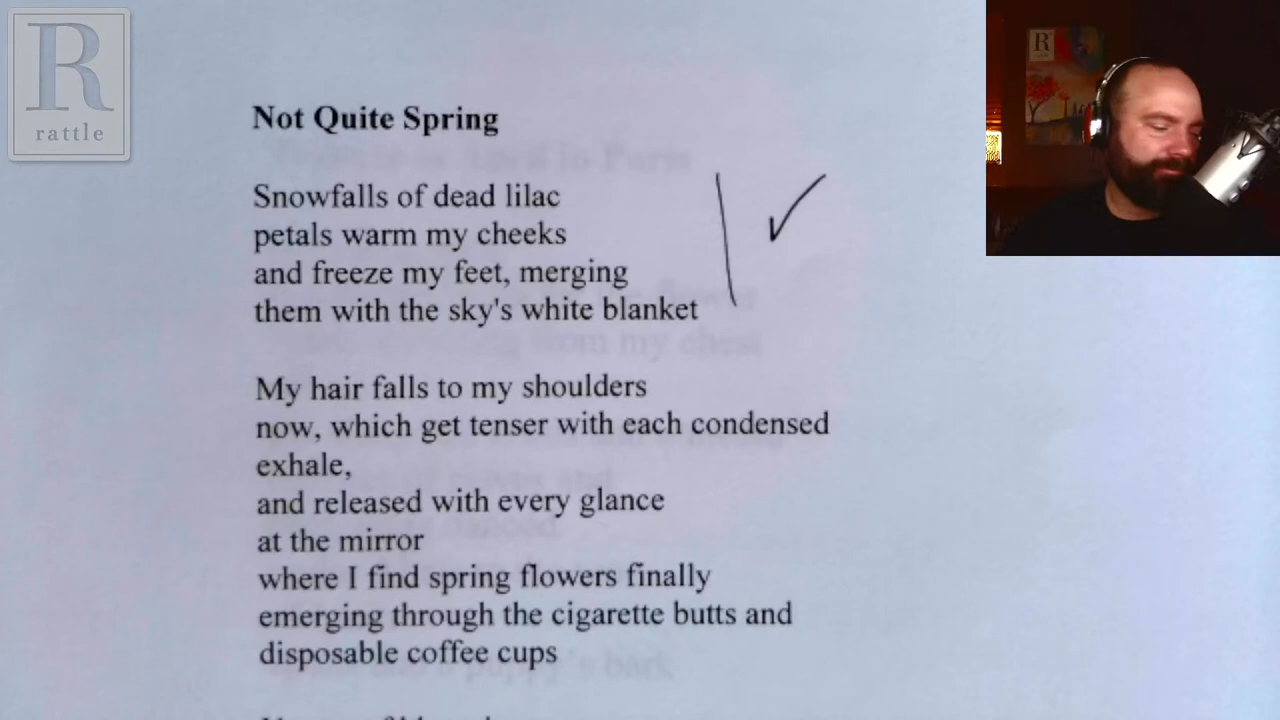 R
rattle
R
Not Quite Spring
Snowfalls of dead lilac
petals warm my cheeks
and freeze my feet, merging
them with the sky's white blanket
My hair falls to my shoulders
now, which get tenser with each condensed
exhale,
and released with every glance
at the mirror
where I find spring flowers finally
emerging through the cigarette butts and
disposable coffee cups